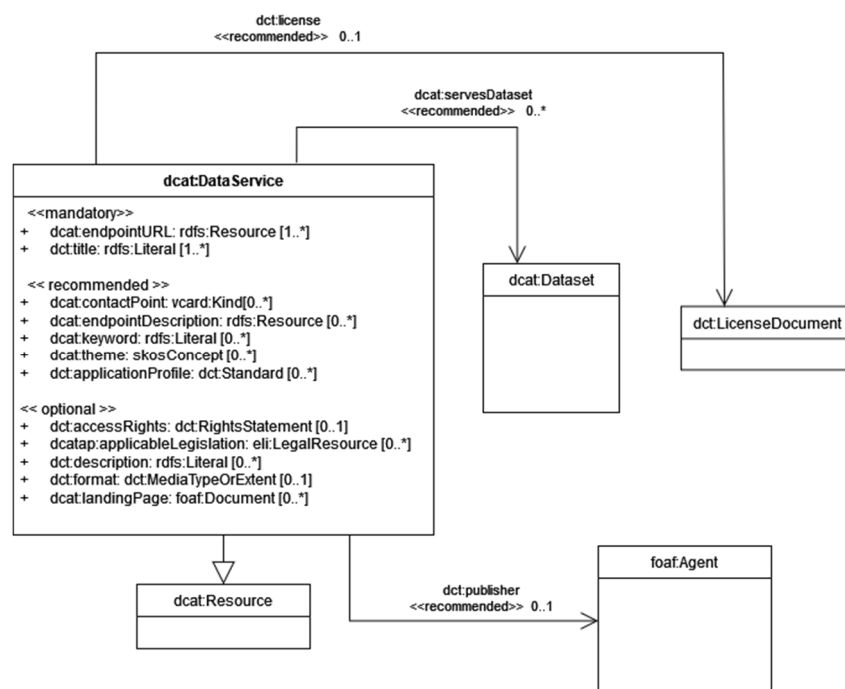 dct:license
<<recommended>> 0..1
dcat:servesDataset
<<recommended>> 0..*
dcat:DataService
<<mandatory>>
+ dcat:endpointURL: rdfs:Resource [1..*]
+ dct:title: rdfs:Literal [1..*]
<< recommended >>
+ dcat:contactPoint: vcard:Kind[0..*]
+ dcat:endpointDescription: rdfs:Resource [0..*]
+ dcat:keyword: rdfs:Literal [0..*]
+ dcat:theme: skosConcept [0..*]
+ dct:applicationProfile: dct:Standard [0..*]
<< optional >>
+ dct:accessRights: dct:RightsStatement [0..1]
+ dcatap:applicableLegislation: eli:LegalResource [0..*]
+ dct:description: rdfs:Literal [0..*]
+ dct:format: dct:MediaTypeOrExtent [0..1]
+ dcat:landingPage: foaf:Document [0..*]
dcat:Dataset
dct:LicenseDocument
dcat:Resource
dct:publisher
<<recommended>> 0..1
foaf:Agent